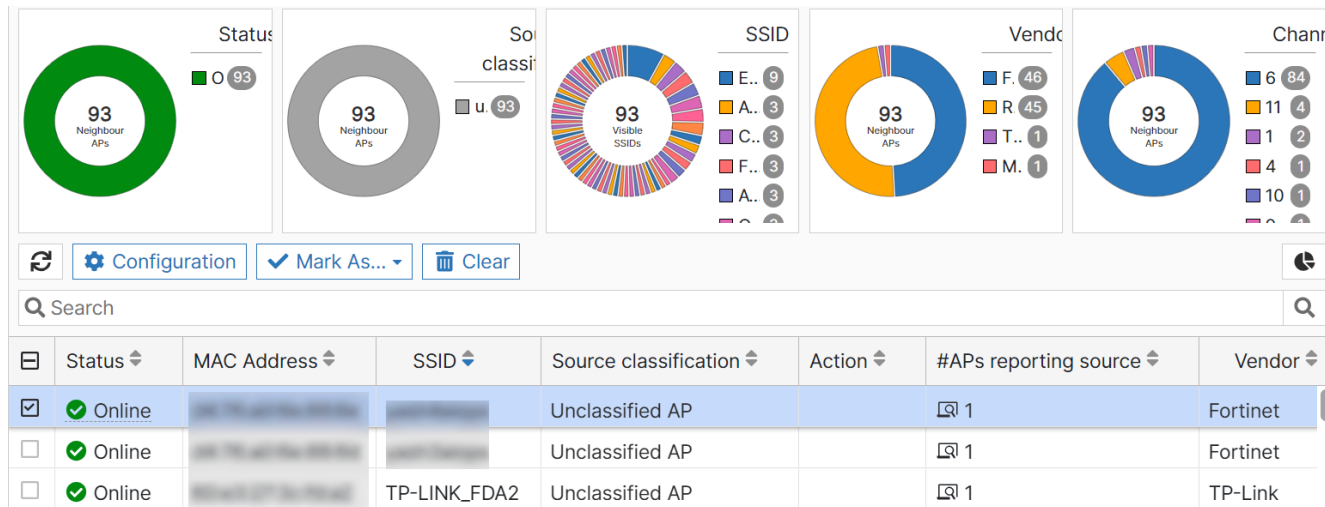 Status
O 93
93
Neighbour
APs
Sou
classif
u. 93
93
Neighbour
APs
SSID
E.. 9
A.. 3
C.. 3
F... 3
A.. 3
93
Visible
SSIDs
Vendo
F. 46
R. 45
T.. 1
M. 1
93
Neighbour
APs
Chann
6 84
11 4
1 2
4 1
10 1
93
Neighbour
APs
Configuration Mark As... Clear
Search
Status MAC Address SSID Source classification Action #APs reporting source Vendor
Online Unclassified AP 1 Fortinet
Online Unclassified AP 1 Fortinet
Online TP-LINK_FDA2 Unclassified AP 1 TP-Link